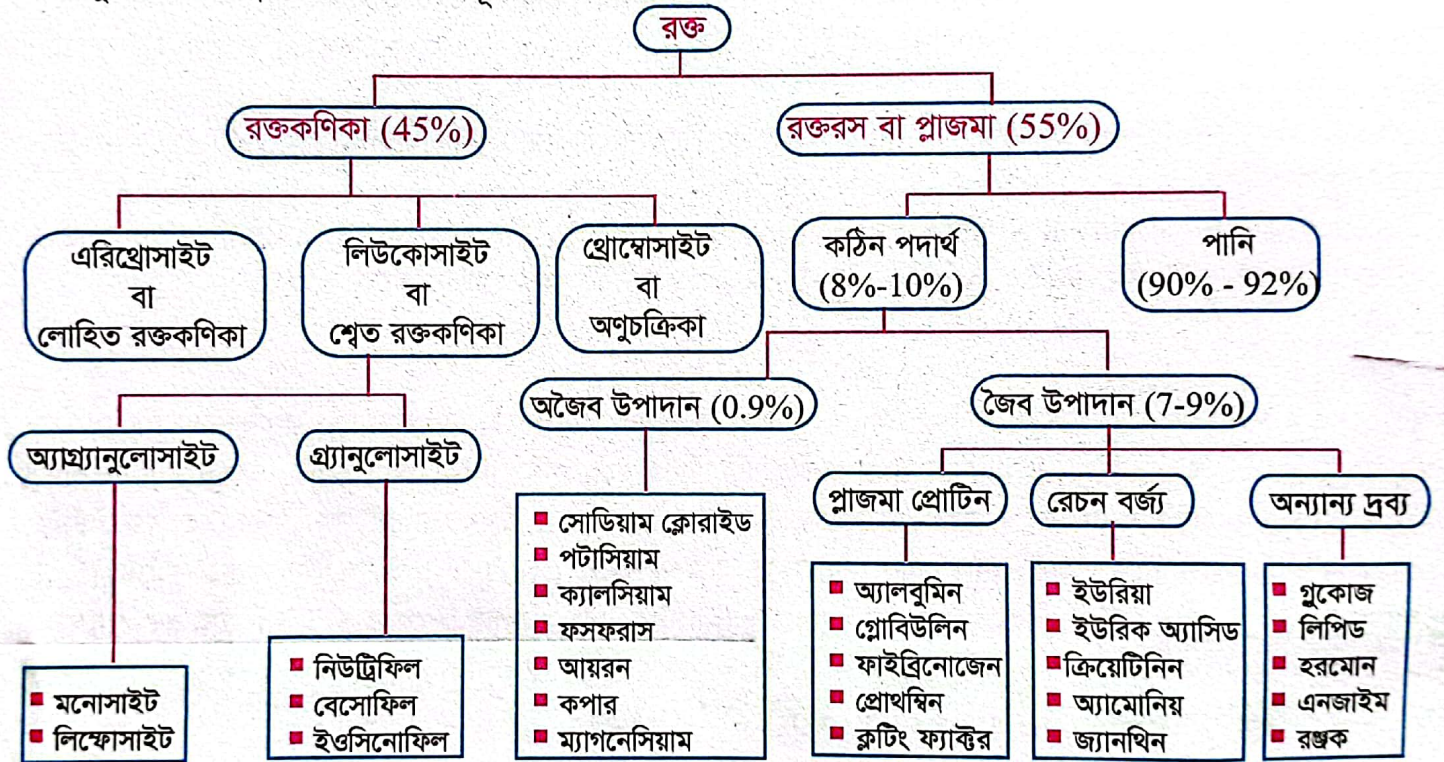 রক্ত
রক্তকণিকা (45%)
রক্তরস বা প্লাজমা (55%)
এরিথ্রোসাইট
বা
লোহিত রক্তকণিকা
লিউকোসাইট
বা
শ্বেত রক্তকণিকা
থ্রোম্বোসাইট
বা
অণুচক্রিকা
কঠিন পদার্থ
(8%-10%)
পানি
(90% - 92%)
অ্যাগ্র্যানুলোসাইট
গ্র্যানুলোসাইট
অজৈব উপাদান (0.9%)
জৈব উপাদান (7-9%)
প্লাজমা প্রোটিন
রেচন বর্জ্য
অন্যান্য দ্রব্য
মনোসাইট
লিম্ফোসাইট
নিউট্রিফিল
বেসোফিল
ইওসিনোফিল
সোডিয়াম ক্লোরাইড
পটাসিয়াম
ক্যালসিয়াম
ফসফরাস
আয়রন
কপার
ম্যাগনেসিয়াম
অ্যালবুমিন
গ্লোবিউলিন
ফাইব্রিনোজেন
প্রোথম্বিন
ক্লটিং ফ্যাক্টর
ইউরিয়া
ইউরিক অ্যাসিড
ক্রিয়েটিনিন
অ্যামোনিয়
জ্যানথিন
গ্লুকোজ
লিপিড
হরমোন
এনজাইম
রঞ্জক